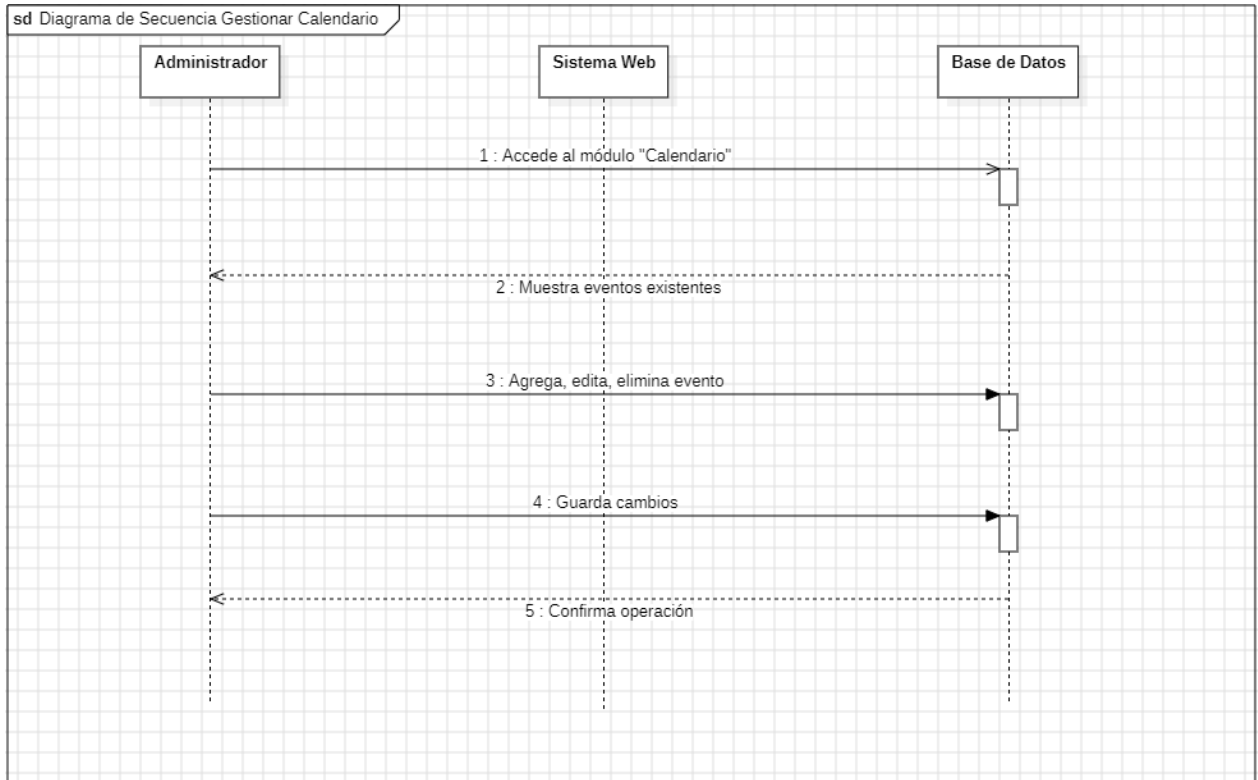 sd Diagrama de Secuencia Gestionar Calendario
Administrador
Sistema Web
Base de Datos
1 : Accede al módulo "Calendario"
2 : Muestra eventos existentes
3 : Agrega, edita, elimina evento
4 : Guarda cambios
5 : Confirma operación